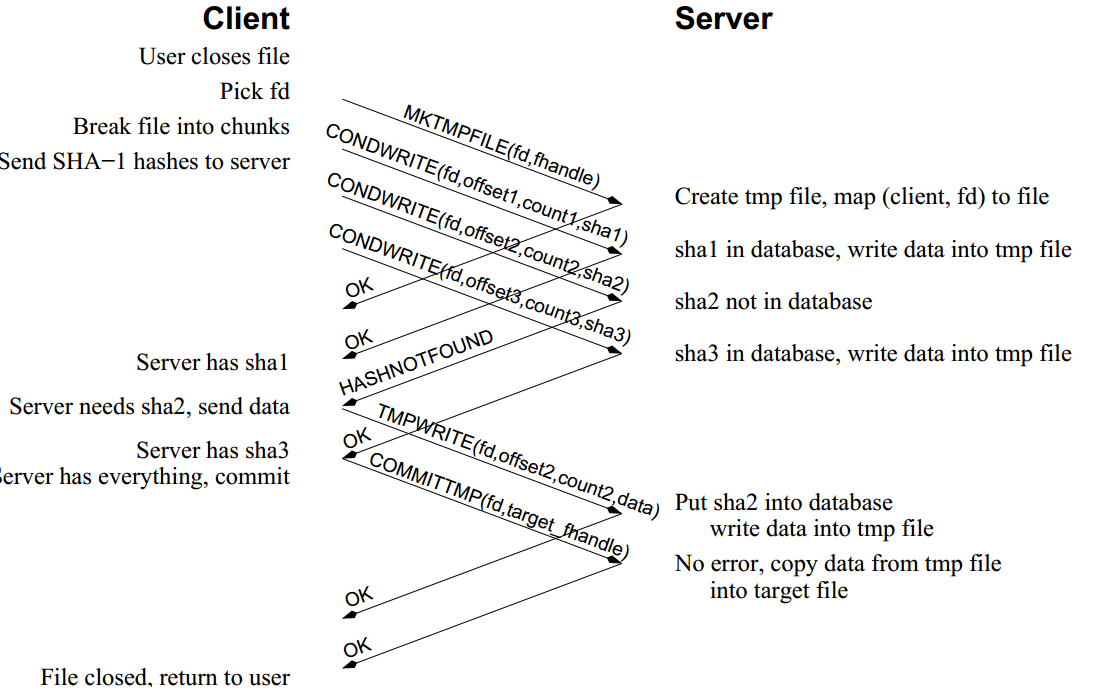 Client
Server
User closes file
Pick fd
Break file into chunks
Send SHA−1 hashes to server
MKTMPFILE(fd,fhandle)
CONDWRITE(fd,offset1,count1,sha1)
CONDWRITE(fd,offset2,count2,sha2)
CONDWRITE(fd,offset3,count3,sha3)
Create tmp file, map (client, fd) to file
sha1 in database, write data into tmp file
sha2 not in database
sha3 in database, write data into tmp file
OK
OK
HASHNOTFOUND
Server has sha1
Server needs sha2, send data
TMPWRITE(fd,offset2,count2,data)
OK
Server has sha3
erver has everything, commit
COMMITTMP(fd,target_fhandle)
Put sha2 into database
write data into tmp file
No error, copy data from tmp file
into target file
OK
OK
File closed, return to user